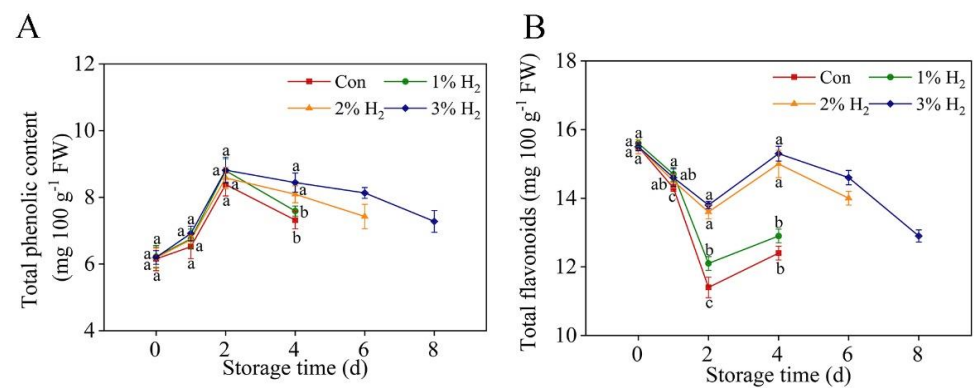 A
Total phenolic content
(mg 100 g⁻¹ FW)
12
10
8
6
4
Con
1% H₂
2% H₂
3% H₂
a
a
a
a
a
a
a
a
a
a
a
a
a
a
b
b
0
2
4
6
8
Storage time (d)
B
Total flavonoids (mg 100 g⁻¹ FW)
18
16
14
12
10
Con
1% H₂
2% H₂
3% H₂
a
a
a
a
a
ab
ab
c
a
a
b
c
a
a
b
b
0
2
4
6
8
Storage time (d)